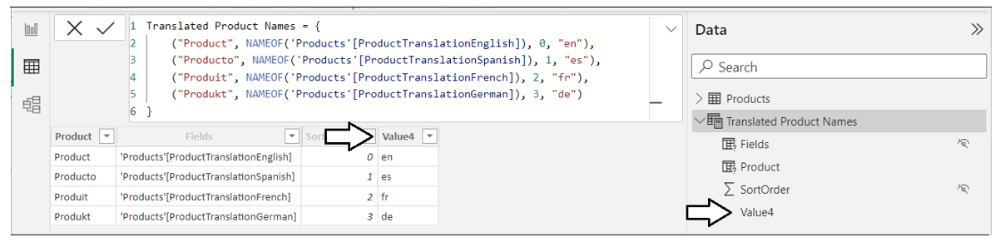 1 Translated Product Names = {
2 ("Product", NAMEOF('Products'[ProductTranslationEnglish]), 0, "en"),
3 ("Producto", NAMEOF('Products'[ProductTranslationSpanish]), 1, "es"),
4 ("Produit", NAMEOF('Products'[ProductTranslationFrench]), 2, "fr"),
5 ("Produkt", NAMEOF('Products'[ProductTranslationGerman]), 3, "de")
6 }
Product Fields Value4
Product 'Products'[ProductTranslationEnglish] 0 en
Producto 'Products'[ProductTranslationSpanish] 1 es
Produit 'Products'[ProductTranslationFrench] 2 fr
Produkt 'Products'[ProductTranslationGerman] 3 de
Data
Search
Products
Translated Product Names
Fields
Product
SortOrder
Value4